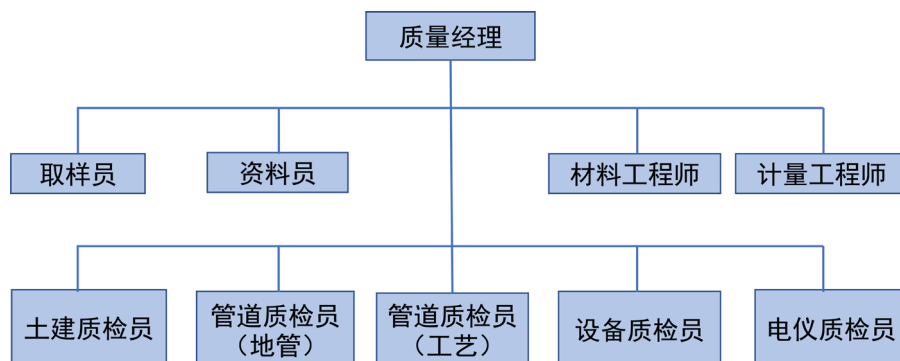 质量经理
取样员
资料员
材料工程师
计量工程师
土建质检员
管道质检员
（地管）
管道质检员
（工艺）
设备质检员
电仪质检员